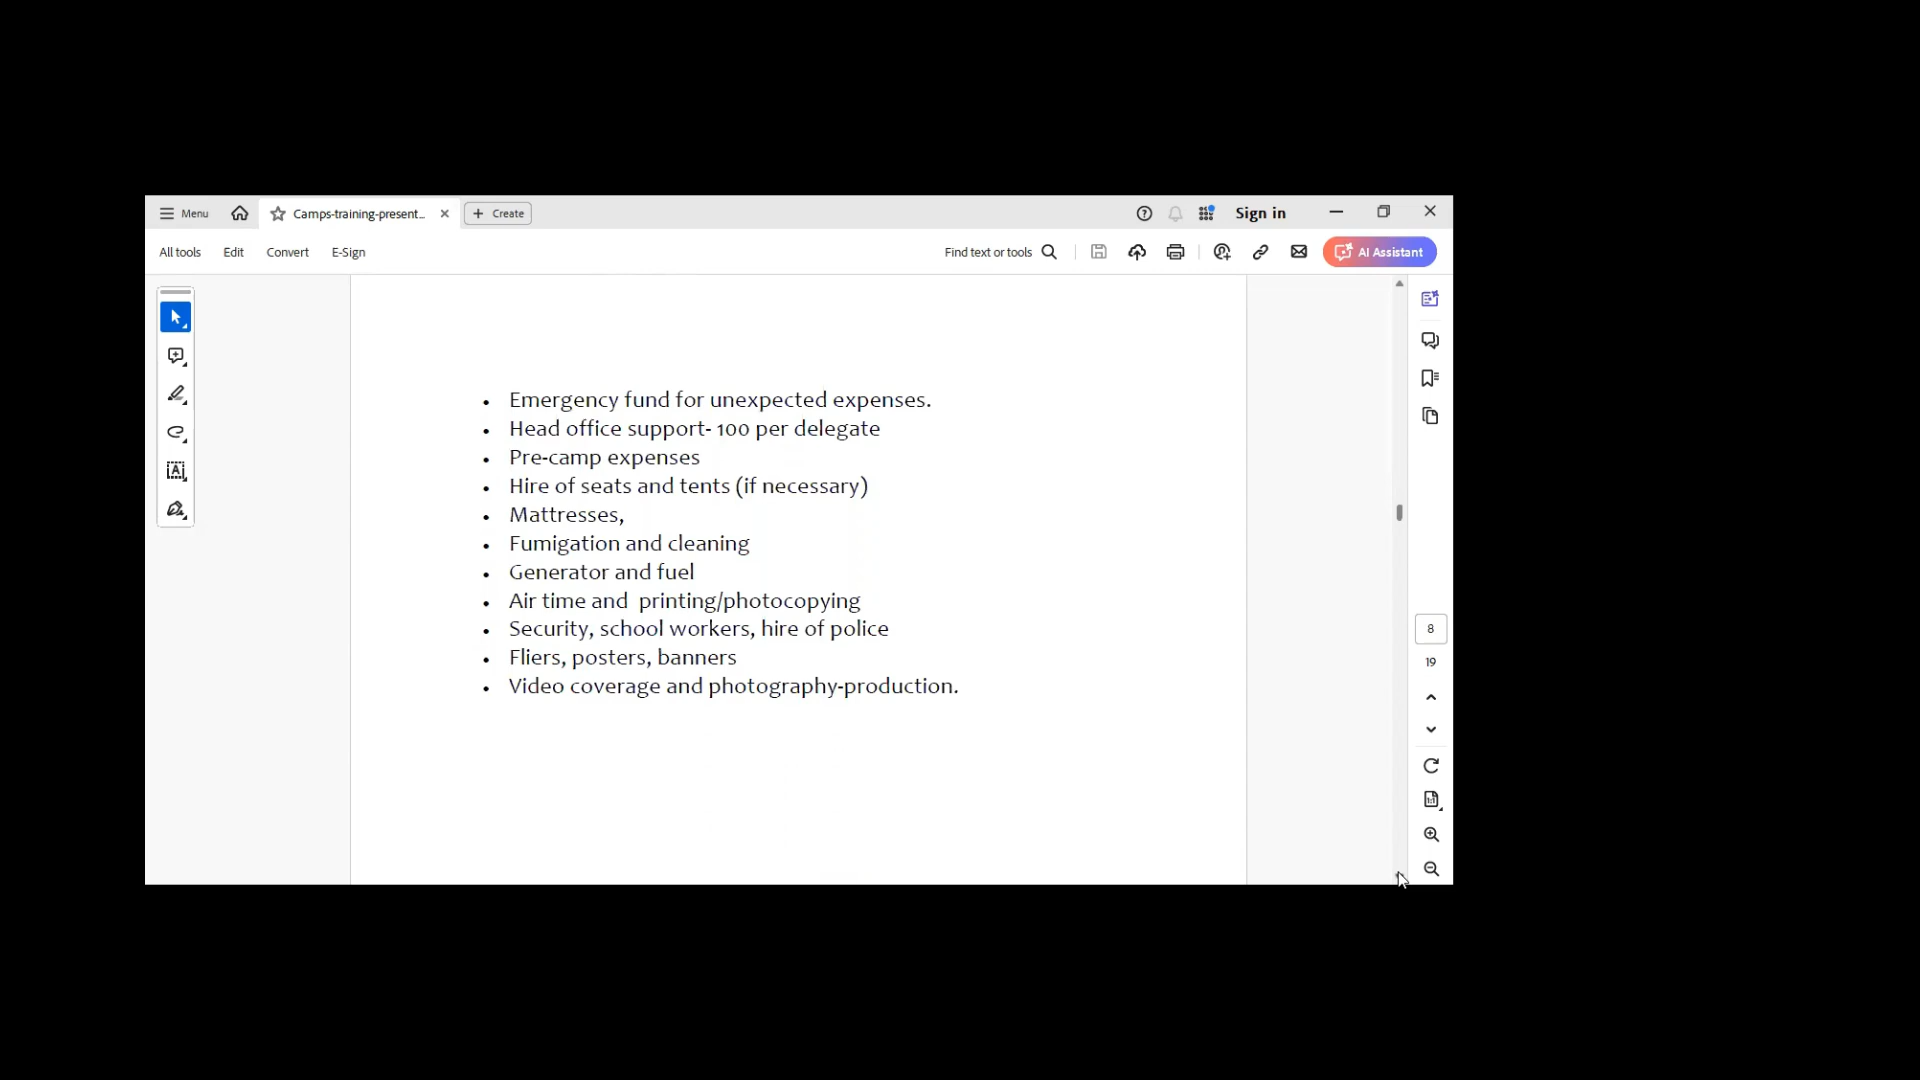 Menu
Camps-training-present...
Create
Sign in
All tools
Edit
Convert
E-Sign
Find text or tools
AI Assistant
• Emergency fund for unexpected expenses.
• Head office support- 100 per delegate
• Pre-camp expenses
• Hire of seats and tents (if necessary)
• Mattresses,
• Fumigation and cleaning
• Generator and fuel
• Air time and  printing/photocopying
• Security, school workers, hire of police
• Fliers, posters, banners
• Video coverage and photography-production.
8
19